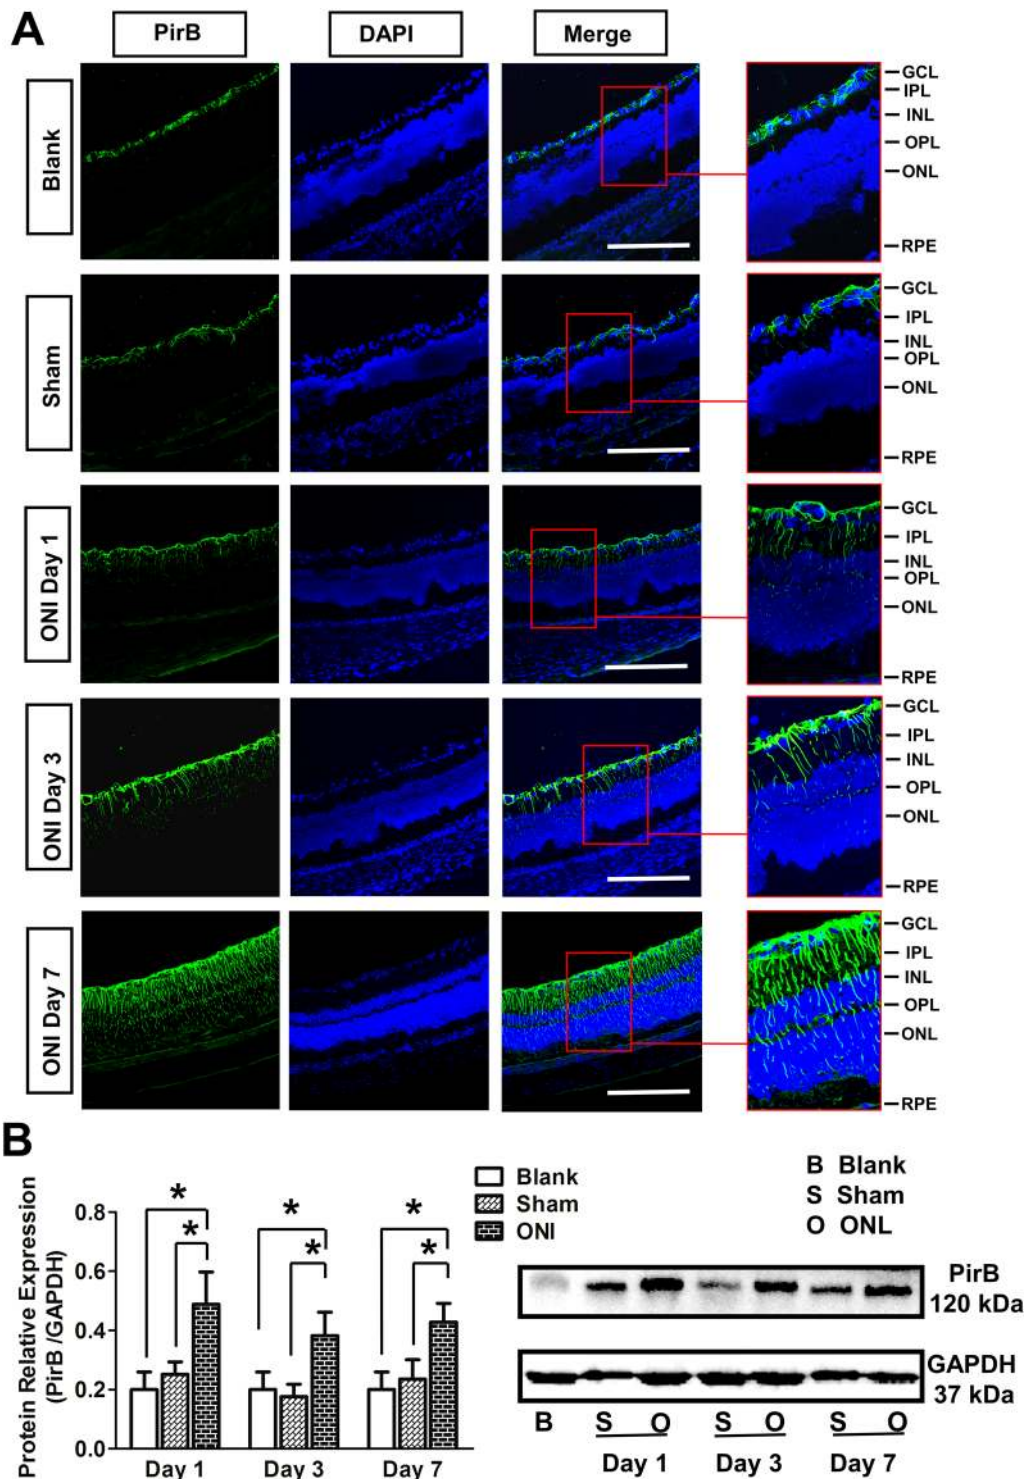 A
PirB DAPI Merge
Blank
GCL
IPL
INL
OPL
ONL
RPE
Sham
GCL
IPL
INL
OPL
ONL
RPE
ONI Day 1
GCL
IPL
INL
OPL
ONL
RPE
ONI Day 3
GCL
IPL
INL
OPL
ONL
RPE
ONI Day 7
GCL
IPL
INL
OPL
ONL
RPE
B
Protein Relative Expression
(PirB /GAPDH)
0.8
0.6
0.4
0.2
0.0
* * * * * *
Day 1 Day 3 Day 7
Blank
Sham
ONI
B Blank
S Sham
O ONL
PirB
120 kDa
GAPDH
37 kDa
B S O S O S O
Day 1 Day 3 Day 7